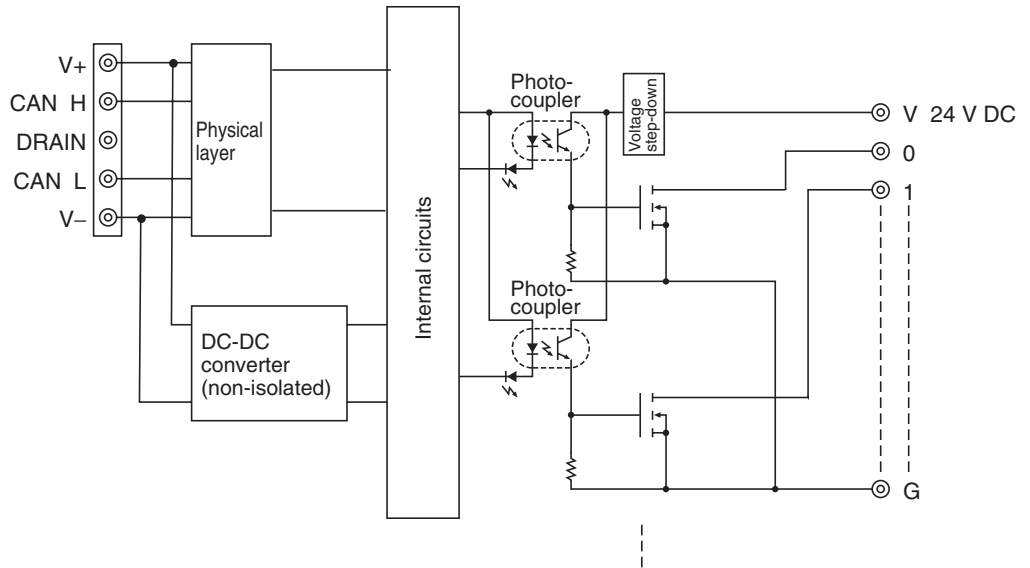 V+
CAN H
DRAIN
CAN L
V–
Physical
layer
DC-DC
converter
(non-isolated)
Internal circuits
Photo-
coupler
Voltage
step-down
Photo-
coupler
V 24 V DC
0
1
G